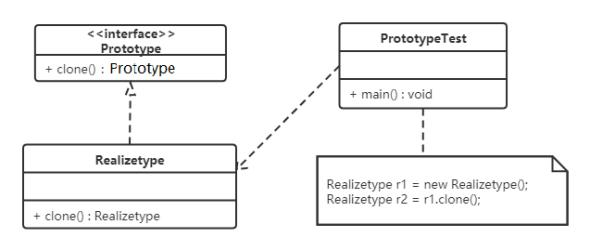 <<interface>>
Prototype
+ clone() : Prototype
PrototypeTest
+ main() : void
Realizetype
+ clone() : Realizetype
Realizetype r1 = new Realizetype();
Realizetype r2 = r1.clone();